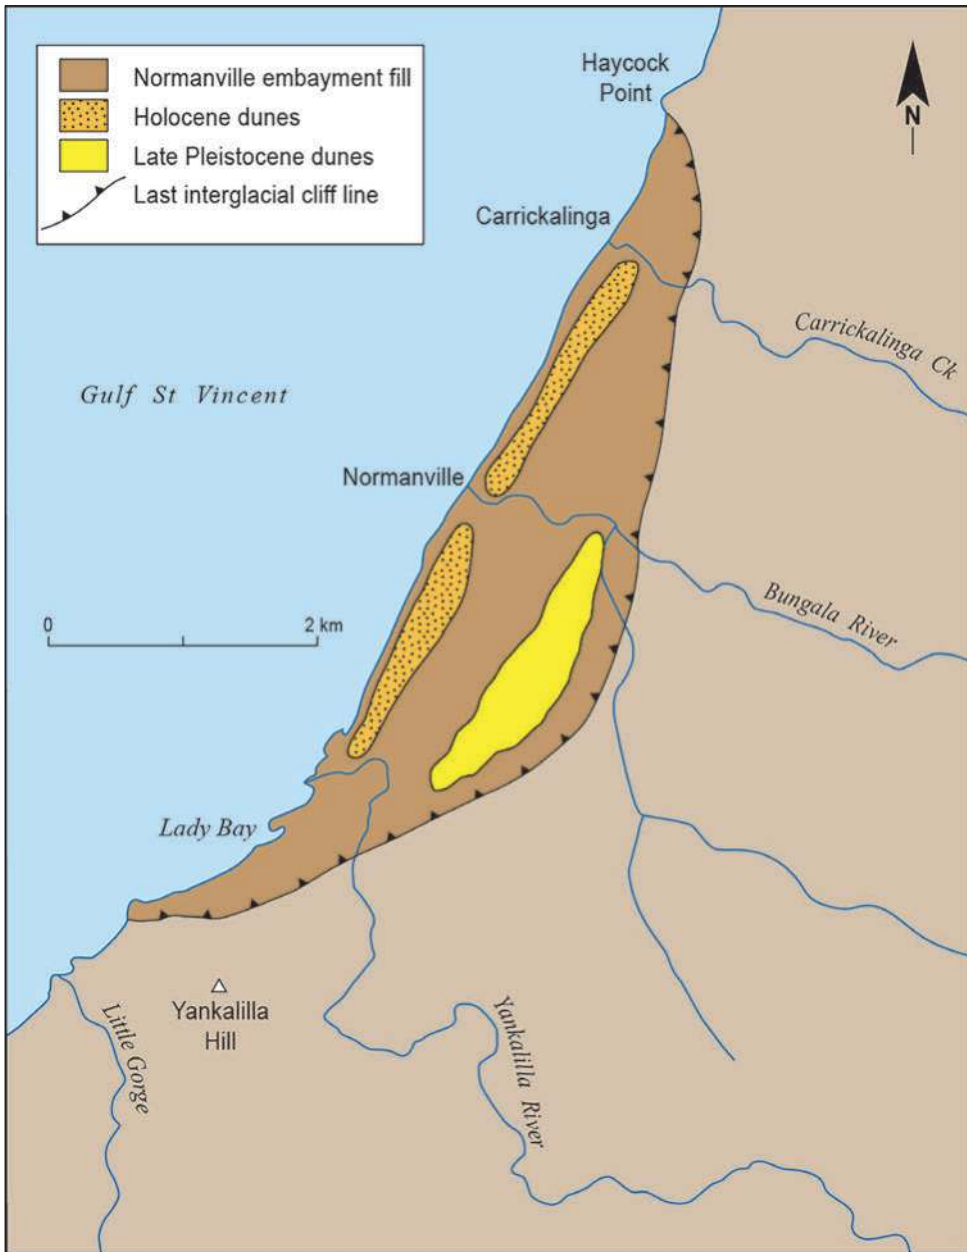 Normanville embayment fill
Holocene dunes
Late Pleistocene dunes
Last interglacial cliff line
Haycock
Point
N
Carrickalinga
Carrickalinga Ck
Gulf St Vincent
Normanville
Bungala River
0
2 km
Lady Bay
Yankalilla
Hill
Little Gorge
Yankalilla River